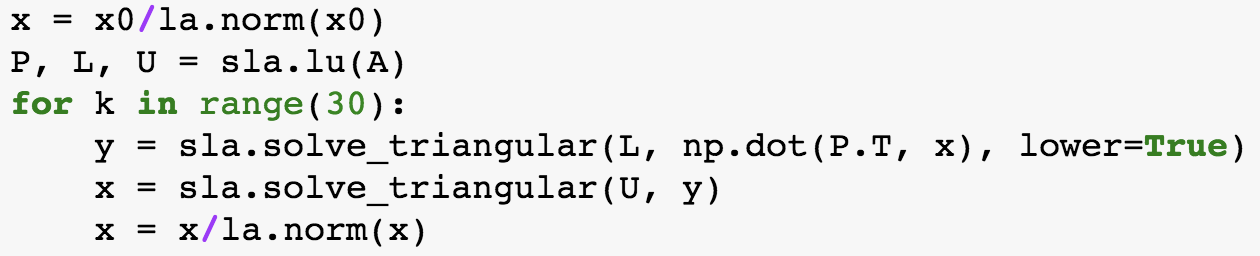 x = x0/la.norm(x0)
P, L, U = sla.lu(A)
for k in range(30):
    y = sla.solve_triangular(L, np.dot(P.T, x), lower=True)
    x = sla.solve_triangular(U, y)
    x = x/la.norm(x)